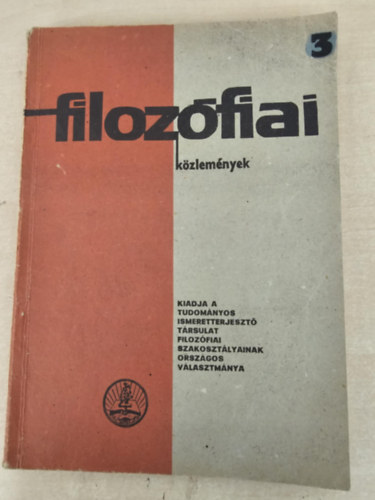 3
filozófiai
közlemények
KIADJA A
TUDOMÁNYOS
ISMERETTERJESZTŐ
TÁRSULAT
FILOZÓFIAI
SZAKOSZTÁLYAINAK
ORSZÁGOS
VÁLASZTMÁNYA